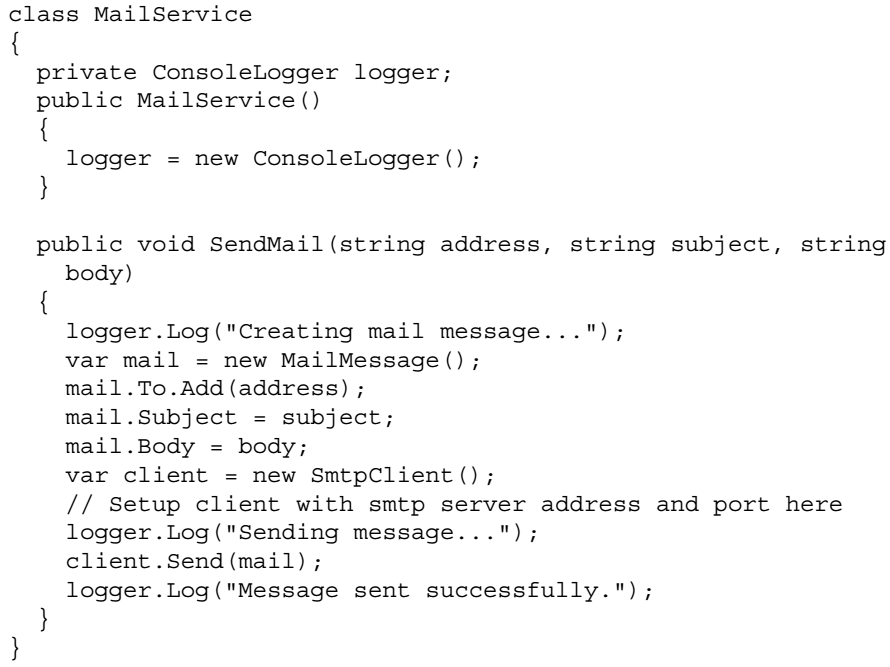 class MailService
{
  private ConsoleLogger logger;
  public MailService()
  {
    logger = new ConsoleLogger();
  }

  public void SendMail(string address, string subject, string
    body)
  {
    logger.Log("Creating mail message...");
    var mail = new MailMessage();
    mail.To.Add(address);
    mail.Subject = subject;
    mail.Body = body;
    var client = new SmtpClient();
    // Setup client with smtp server address and port here
    logger.Log("Sending message...");
    client.Send(mail);
    logger.Log("Message sent successfully.");
  }
}